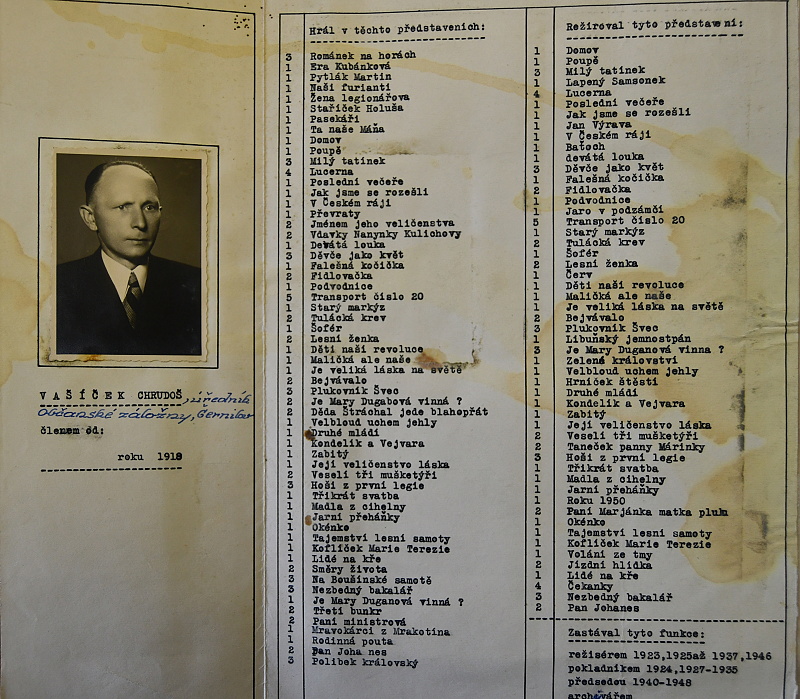 VAŠÍČEK CHRUDOŠ, úředník
Občanské záložny, Černilov
členem od:
roku 1918
Hrál v těchto představeních:
3 Románek na horách
1 Era Kubánková
1 Pytlák Martin
1 Naši furianti
1 Žena legionářova
1 Staříček Holuša
1 Pasekáři
1 Ta naše Máňa
1 Domov
1 Poupě
3 Milý tatínek
4 Lucerna
1 Poslední večeře
1 Jak jsme se rozešli
1 V Českém ráji
1 Převraty
2 Jménem jeho veličenstva
2 Vdavky Nanynky Kulichovy
1 Devátá louka
3 Děvče jako květ
1 Falešná kočička
2 Fidlovačka
1 Podvodnice
5 Transport číslo 20
1 Starý markýz
2 Tulácká krev
1 Šofér
2 Lesní ženka
1 Děti naší revoluce
1 Maličká ale naše
1 Je veliká láska na světě
2 Bejvávalo
3 Plukovník Švec
2 Je Mary Dugabová vinná ?
2 Děda Štráchal jede blahopřát
1 Velbloud uchem jehly
1 Druhé mládí
1 Kondelík a Vejvara
1 Zabitý
1 Její veličenstvo láska
2 Veselí tři mušketýři
3 Hoši z první legie
1 Třikrát svatba
1 Madla z cihelny
1 Jarní přeháňky
1 Okénko
1 Tajemství lesní samoty
1 Koflíček Marie Terezie
1 Lidé na kře
2 Směry života
3 Na Boušínské samotě
3 Nezbedný bakalář
1 Je Mary Duganová vinná ?
2 Třetí bunkr
2 Paní ministrová
1 Mravokárci z Mrakotína
1 Rodinná pouta
2 Pan Joha nes
3 Polibek královský
Režíroval tyto představení:
1 Domov
1 Poupě
3 Milý tatínek
1 Lapený Samsonek
4 Lucerna
1 Poslední večeře
1 Jak jsme se rozešli
1 Jan Výrava
1 V Českém ráji
1 Batoch
1 devátá louka
3 Děvče jako květ
1 Falešná kočička
2 Fidlovačka
1 Podvodnice
1 Jaro v podzámčí
5 Transport číslo 20
1 Starý markýz
2 Tulácká krev
1 Šofér
2 Lesní ženka
1 Červ
1 Děti naší revoluce
1 Maličká ale naše
1 Je veliká láska na světě
2 Bejvávalo
3 Plukovník Švec
1 Libuňský jemnostpán
3 Je Mary Duganová vinna ?
1 Zelené království
1 Velbloud uchem jehly
1 Hrníček štěstí
1 Druhé mládí
1 Kondelík a Vejvara
1 Zabitý
1 Její veličenstvo láska
2 Veselí tři mušketýři
2 Taneček panny Márinky
3 Hoši z první legie
1 Třikrát svatba
1 Madla z cihelny
1 Jarní přeháňky
1 Roku 1950
2 Paní Marjánka matka pluku
1 Okénko
1 Tajemství lesní samoty
1 Koflíček Marie Terezie
1 Volání ze tmy
2 Jízdní hlídka
1 Lidé na kře
4 Čekanky
3 Nezbedný bakalář
2 Pan Johanes
Zastával tyto funkce:
režisérem 1923,1925až 1937,1946
pokladníkem 1924,1927-1935
předsedou 1940-1948
archivářem